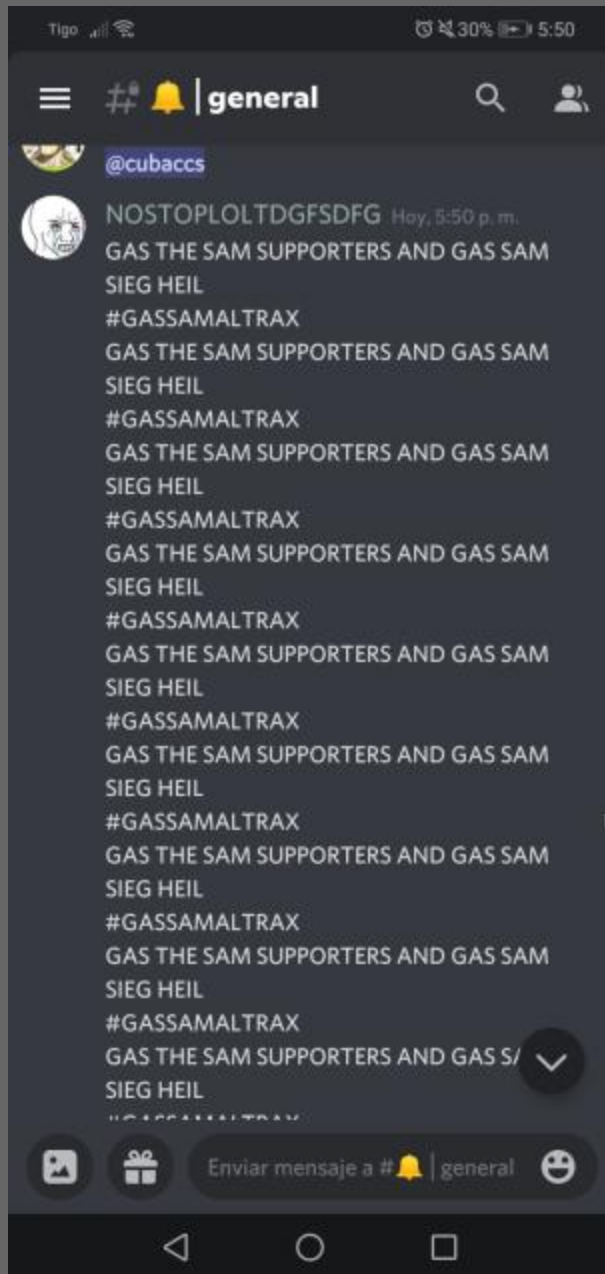 Tigo 30% 5:50
# | general
@cubaccs
NOSTOPLOLTDGFSDFG Hoy, 5:50 p. m.
GAS THE SAM SUPPORTERS AND GAS SAM
SIEG HEIL
#GASSAMALTRAX
GAS THE SAM SUPPORTERS AND GAS SAM
SIEG HEIL
#GASSAMALTRAX
GAS THE SAM SUPPORTERS AND GAS SAM
SIEG HEIL
#GASSAMALTRAX
GAS THE SAM SUPPORTERS AND GAS SAM
SIEG HEIL
#GASSAMALTRAX
GAS THE SAM SUPPORTERS AND GAS SAM
SIEG HEIL
#GASSAMALTRAX
GAS THE SAM SUPPORTERS AND GAS SAM
SIEG HEIL
#GASSAMALTRAX
GAS THE SAM SUPPORTERS AND GAS SAM
SIEG HEIL
#GASSAMALTRAX
GAS THE SAM SUPPORTERS AND GAS SAM
SIEG HEIL
#GASSAMALTRAX
GAS THE SAM SUPPORTERS AND GAS
SIEG HEIL
Enviar mensaje a # | general